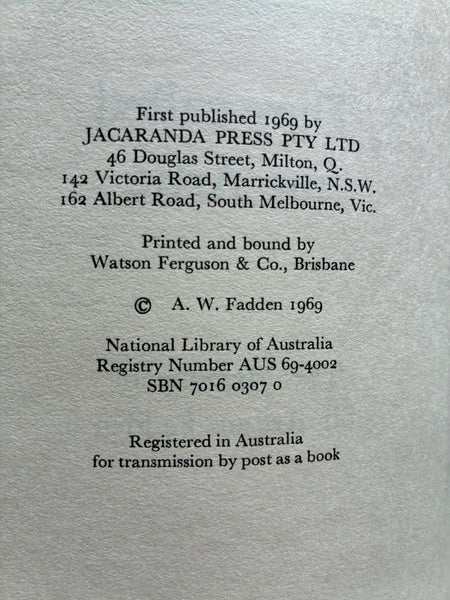 First published 1969 by
JACARANDA PRESS PTY LTD
46 Douglas Street, Milton, Q.
142 Victoria Road, Marrickville, N.S.W.
162 Albert Road, South Melbourne, Vic.
Printed and bound by
Watson Ferguson & Co., Brisbane
© A. W. Fadden 1969
National Library of Australia
Registry Number AUS 69-4002
SBN 7016 0307 0
Registered in Australia
for transmission by post as a book